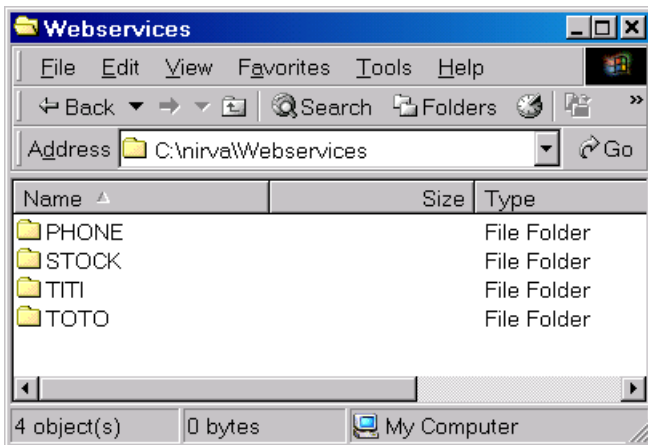 Webservices
File Edit View Favorites Tools Help
Back Search Folders »
Address C:\nirva\Webservices Go
Name Size Type
PHONE File Folder
STOCK File Folder
TITI File Folder
TOTO File Folder
4 object(s) 0 bytes My Computer